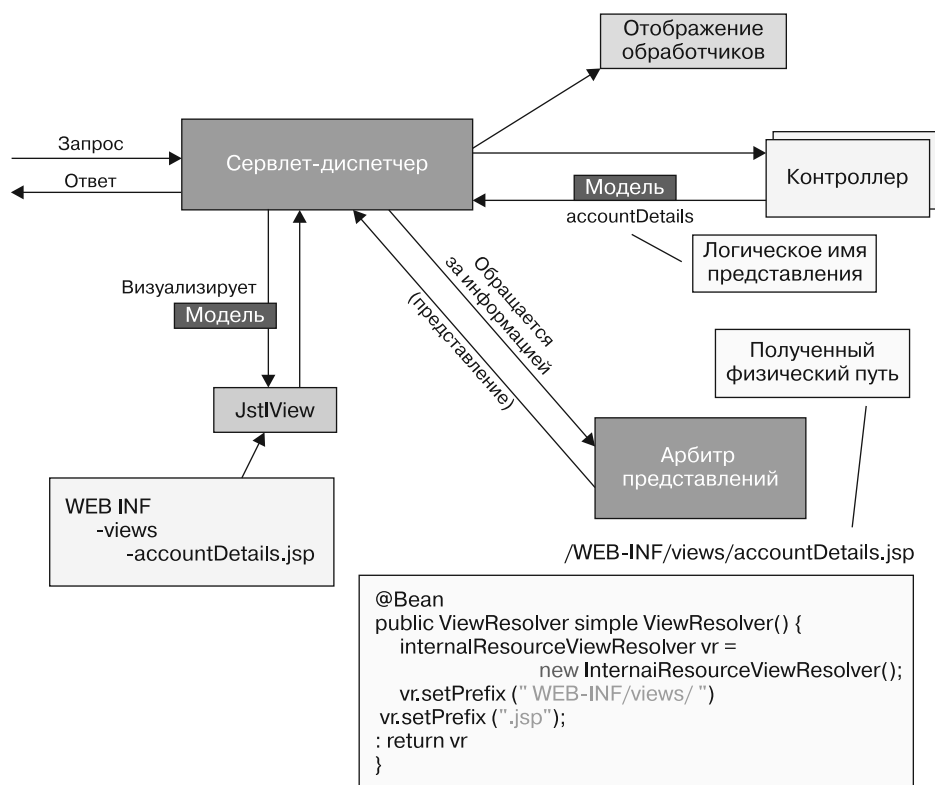 Отображение
обработчиков
Запрос
Сервлет-диспетчер
Ответ
Модель
accountDetails
Контроллер
Логическое имя
представления
Визуализирует
Модель
Обращается
за информацией
(представление)
Полученный
физический путь
JstlView
Арбитр
представлений
WEB INF
-views
-accountDetails.jsp
/WEB-INF/views/accountDetails.jsp
@Bean
public ViewResolver simple ViewResolver() {
internalResourceViewResolver vr =
new InternaiResourceViewResolver();
vr.setPrefix (" WEB-INF/views/ ")
vr.setPrefix (".jsp");
: return vr
}